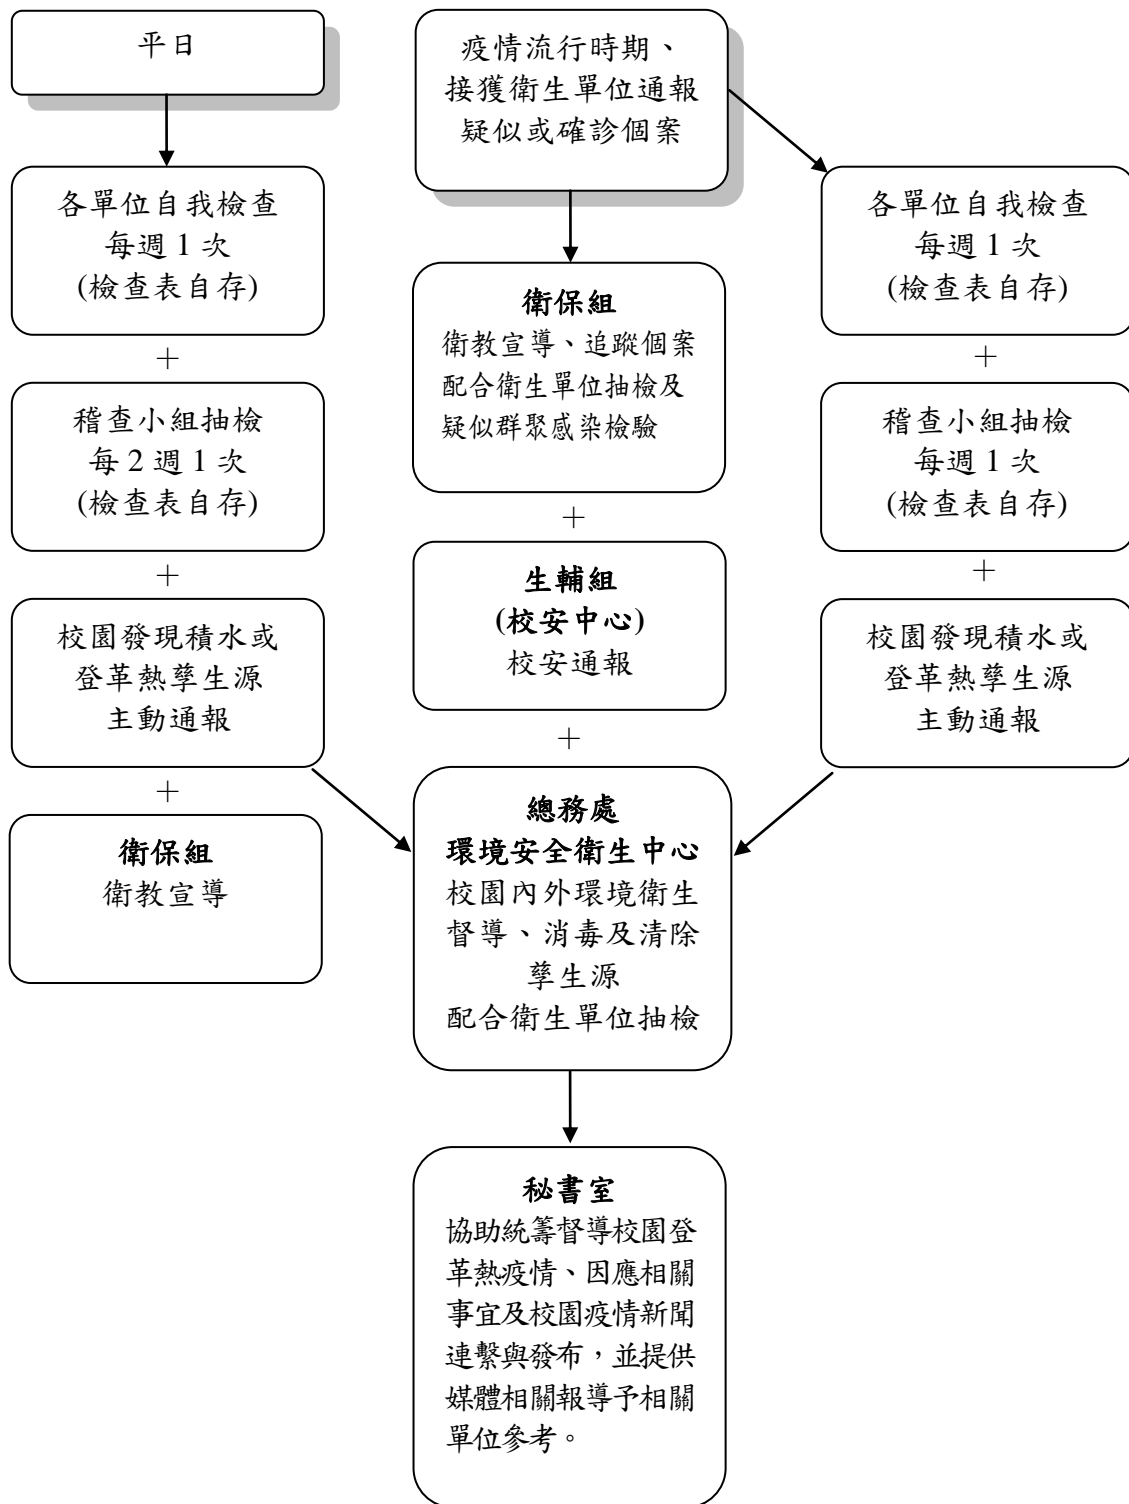 平日
各單位自我檢查
每週 1 次
(檢查表自存)
＋
稽查小組抽檢
每 2 週 1 次
(檢查表自存)
＋
校園發現積水或
登革熱孳生源
主動通報
＋
衛保組
衛教宣導
疫情流行時期、
接獲衛生單位通報
疑似或確診個案
衛保組
衛教宣導、追蹤個案
配合衛生單位抽檢及
疑似群聚感染檢驗
＋
生輔組
(校安中心)
校安通報
＋
總務處
環境安全衛生中心
校園內外環境衛生
督導、消毒及清除
孳生源
配合衛生單位抽檢
秘書室
協助統籌督導校園登
革熱疫情、因應相關
事宜及校園疫情新聞
連繫與發布，並提供
媒體相關報導予相關
單位參考。
各單位自我檢查
每週 1 次
(檢查表自存)
＋
稽查小組抽檢
每週 1 次
(檢查表自存)
＋
校園發現積水或
登革熱孳生源
主動通報